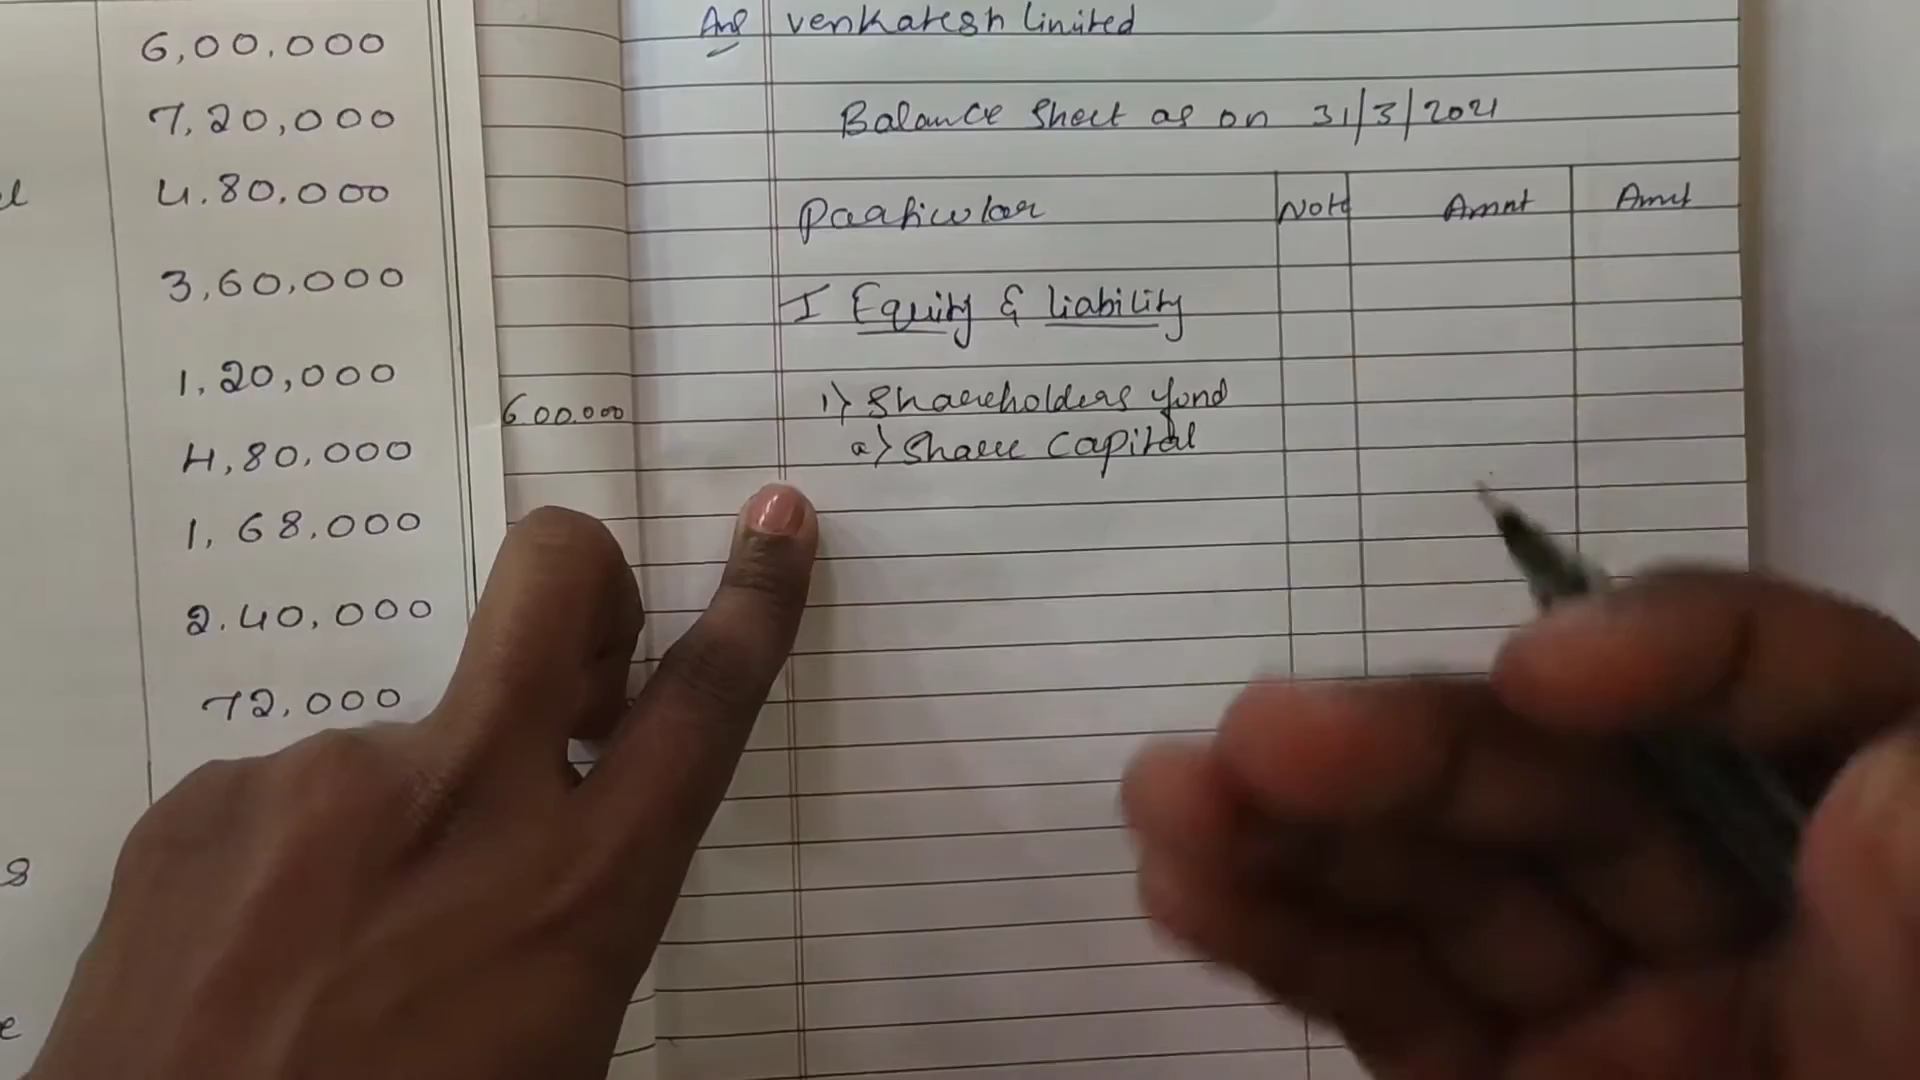 6,00,000
7,20,000
4.80,000
3,60,000
1,20,000
4,80,000
1,68,000
2.40,000
72,000
s
e
Ans venkatesh limited
Balance sheet as on 31/3/2021
Particular Note Amnt Amnt
I Equity & liability
6.00.000 1) Shareholders fond
a) Share capital